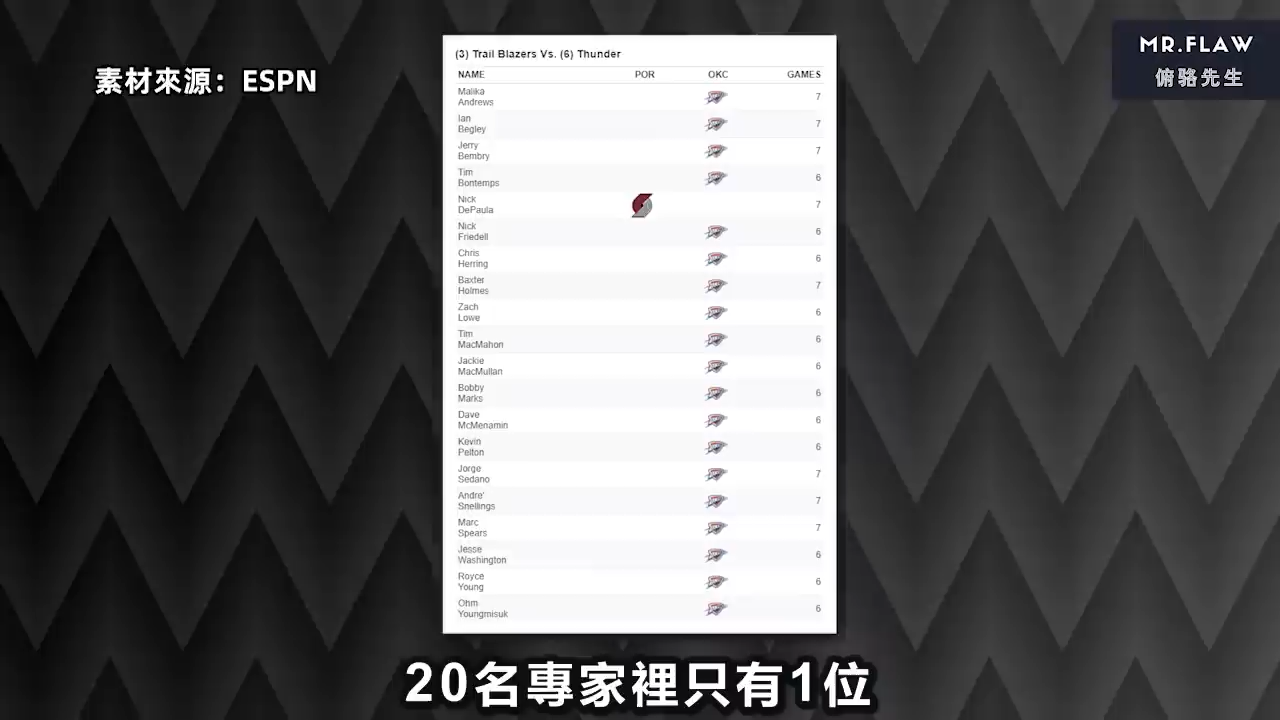 素材來源：ESPN
MR.FLAW
俯骆先生
(3) Trail Blazers Vs. (6) Thunder
NAME POR OKC GAMES
Malika
Andrews 7
Ian
Begley 7
Jerry
Bembry 7
Tim
Bontemps 6
Nick
DePaula 7
Nick
Friedell 6
Chris
Herring 6
Baxter
Holmes 7
Zach
Lowe 6
Tim
MacMahon 6
Jackie
MacMullan 6
Bobby
Marks 6
Dave
McMenamin 6
Kevin
Pelton 6
Jorge
Sedano 7
Andre'
Snellings 7
Marc
Spears 7
Jesse
Washington 6
Royce
Young 6
Ohm
Youngmisuk 6
20名專家裡只有1位